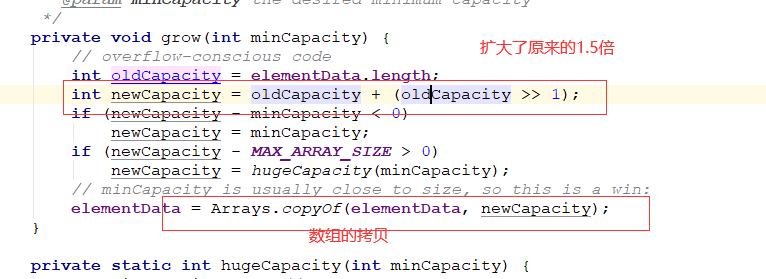 @param minCapacity the desired minimum capacity
*/
private void grow(int minCapacity) {
扩大了原来的1.5倍
// overflow-conscious code
int oldCapacity = elementData.length;
int newCapacity = oldCapacity + (oldCapacity >> 1);
if (newCapacity - minCapacity < 0)
newCapacity = minCapacity;
if (newCapacity - MAX_ARRAY_SIZE > 0)
newCapacity = hugeCapacity(minCapacity);
// minCapacity is usually close to size, so this is a win:
elementData = Arrays.copyOf(elementData, newCapacity);
}
数组的拷贝
private static int hugeCapacity(int minCapacity) {